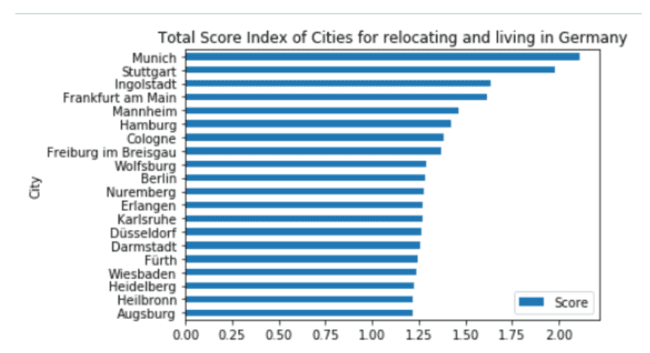 Total Score Index of Cities for relocating and living in Germany
Munich
Stuttgart
Ingolstadt
Frankfurt am Main
Mannheim
Hamburg
Cologne
Freiburg im Breisgau
Wolfsburg
Berlin
Nuremberg
Erlangen
Karlsruhe
Düsseldorf
Darmstadt
Fürth
Wiesbaden
Heidelberg
Heilbronn
Augsburg
City
Score
0.00 0.25 0.50 0.75 1.00 1.25 1.50 1.75 2.00